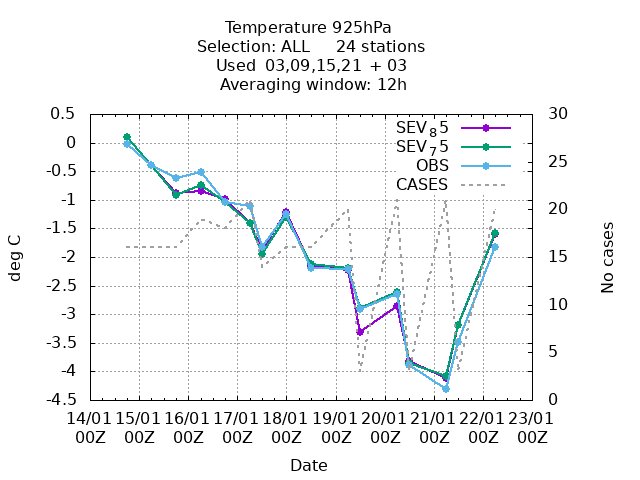 Temperature 925hPa
Selection: ALL     24 stations
Used 03,09,15,21 + 03
Averaging window: 12h
SEV₈5
SEV₇5
OBS
CASES
0.5
0
-0.5
-1
-1.5
-2
-2.5
-3
-3.5
-4
-4.5
deg C
30
25
20
15
10
5
0
No cases
14/01 15/01 16/01 17/01 18/01 19/01 20/01 21/01 22/01 23/01
00Z 00Z 00Z 00Z 00Z 00Z 00Z 00Z 00Z 00Z
Date